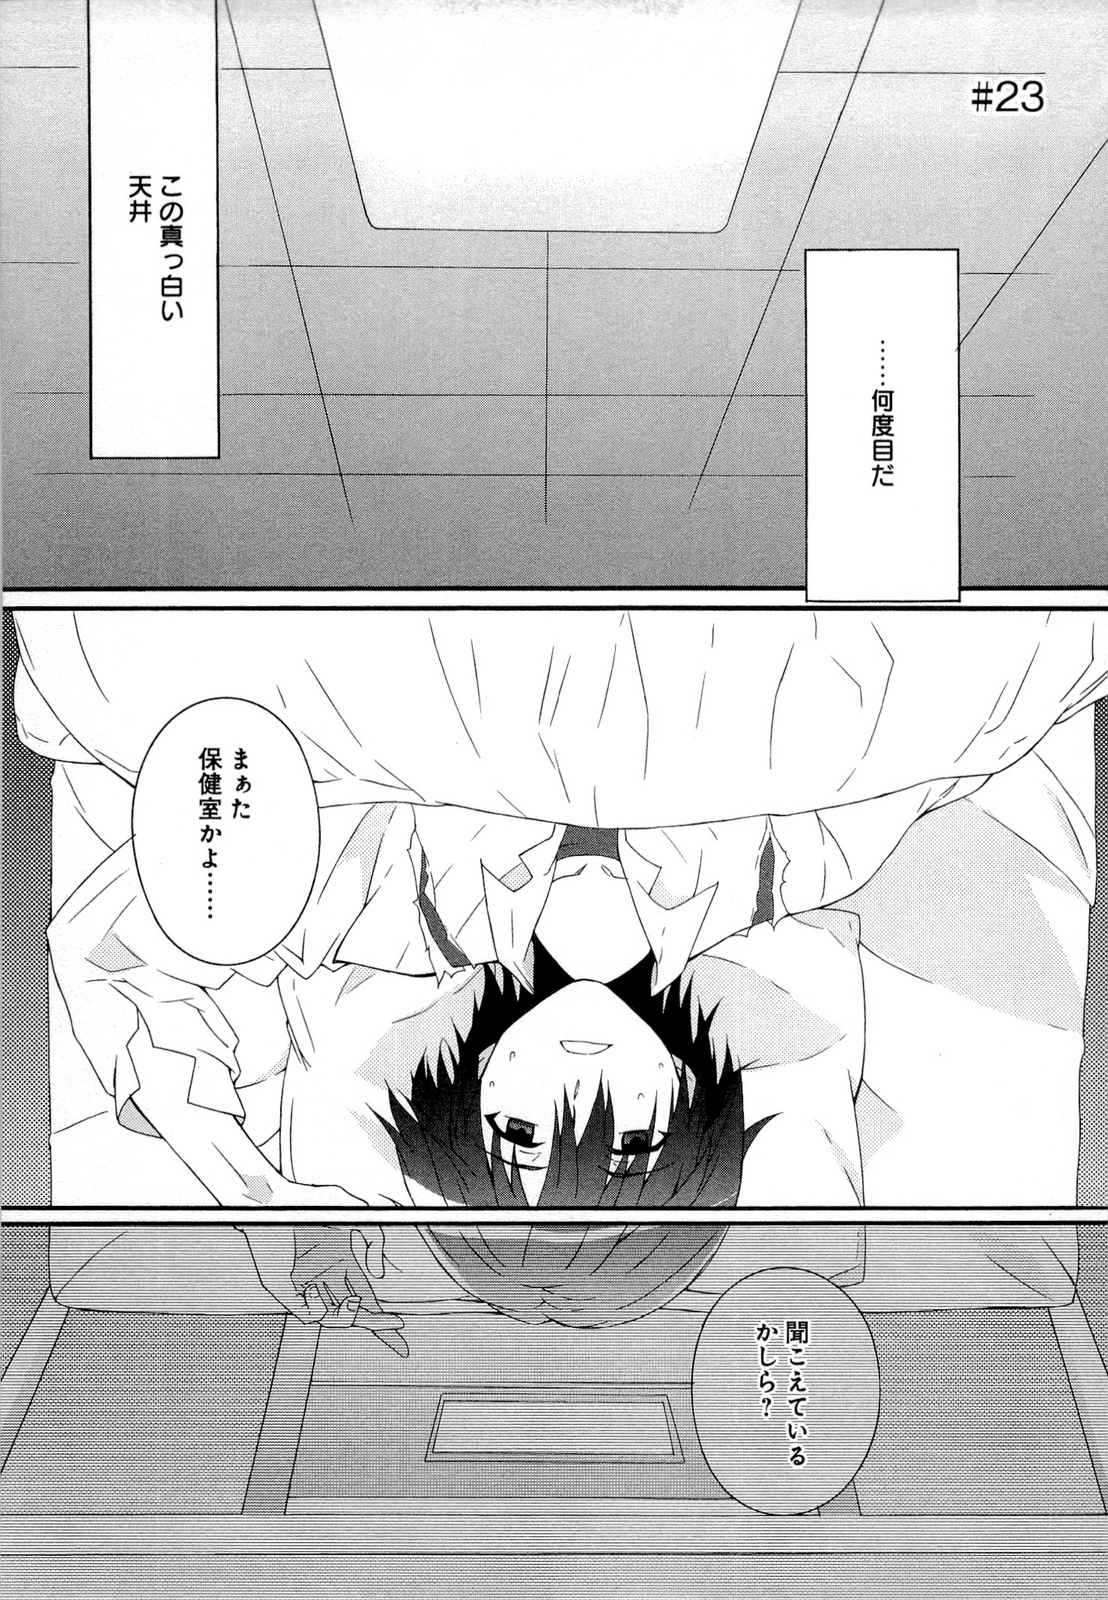 #23
……何度目だ
この真っ白い
天井
まぁた
保健室かよ……
聞こえている
かしら？